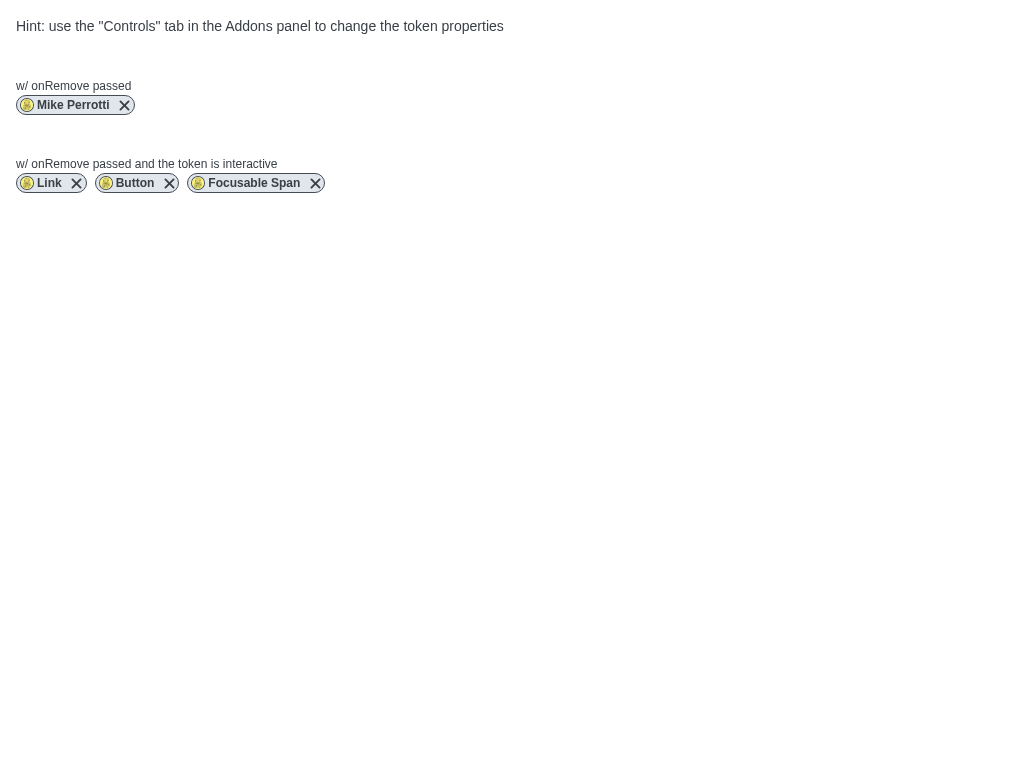 Hint: use the "Controls" tab in the Addons panel to change the token properties
w/ onRemove passed
Mike Perrotti
w/ onRemove passed and the token is interactive
Link Button Focusable Span